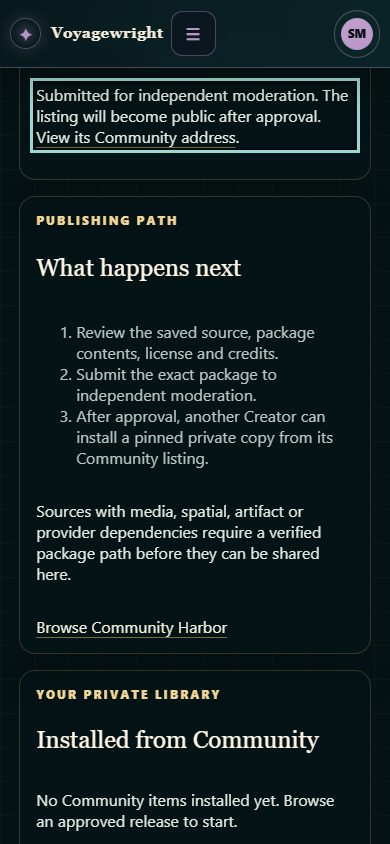 Voyagewright
SM
Submitted for independent moderation. The
listing will become public after approval.
View its Community address.
PUBLISHING PATH
What happens next
1. Review the saved source, package
contents, license and credits.
2. Submit the exact package to
independent moderation.
3. After approval, another Creator can
install a pinned private copy from its
Community listing.
Sources with media, spatial, artifact or
provider dependencies require a verified
package path before they can be shared
here.
Browse Community Harbor
YOUR PRIVATE LIBRARY
Installed from Community
No Community items installed yet. Browse
an approved release to start.